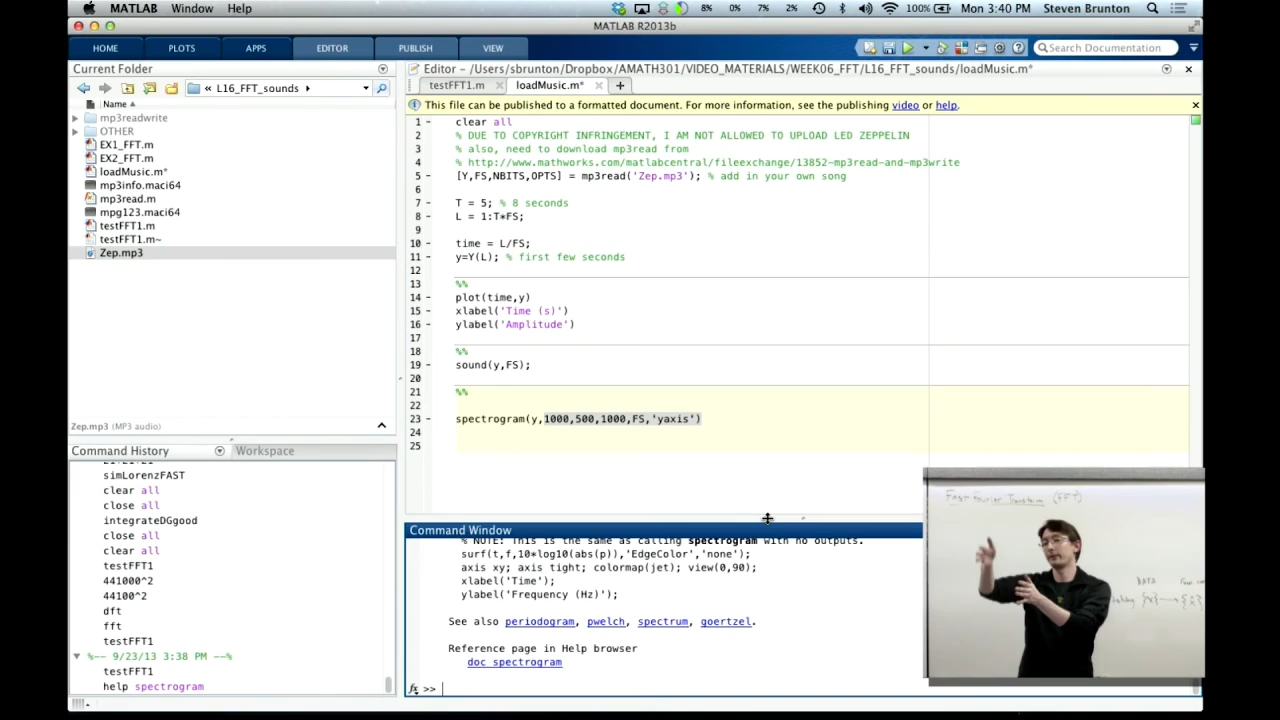 MATLAB Window Help 8% 0% 7% 2% 100% Mon 3:40 PM Steven Brunton
MATLAB R2013b
HOME PLOTS APPS EDITOR PUBLISH VIEW Search Documentation
Current Folder
« L16_FFT_sounds
Name
mp3readwrite
OTHER
EX1_FFT.m
EX2_FFT.m
loadMusic.m*
mp3info.maci64
mp3read.m
mpg123.maci64
testFFT1.m
testFFT1.m~
Zep.mp3
Zep.mp3 (MP3 audio)
Command History Workspace
simLorenzFAST
clear all
close all
integrateDGgood
close all
clear all
testFFT1
441000^2
44100^2
dft
fft
testFFT1
%-- 9/23/13 3:38 PM --%
testFFT1
help spectrogram
Editor – /Users/sbrunton/Dropbox/AMATH301/VIDEO_MATERIALS/WEEK06_FFT/L16_FFT_sounds/loadMusic.m*
testFFT1.m loadMusic.m*
This file can be published to a formatted document. For more information, see the publishing video or help.
1 – clear all
2 % DUE TO COPYRIGHT INFRINGEMENT, I AM NOT ALLOWED TO UPLOAD LED ZEPPELIN
3 % also, need to download mp3read from
4 % http://www.mathworks.com/matlabcentral/fileexchange/13852-mp3read-and-mp3write
5 – [Y,FS,NBITS,OPTS] = mp3read('Zep.mp3'); % add in your own song
6
7 – T = 5; % 8 seconds
8 – L = 1:T*FS;
9
10 – time = L/FS;
11 – y=Y(L); % first few seconds
12
13 %%
14 – plot(time,y)
15 – xlabel('Time (s)')
16 – ylabel('Amplitude')
17
18 %%
19 – sound(y,FS);
20
21 %%
22
23 – spectrogram(y,1000,500,1000,FS,'yaxis')
24
25
Command Window
% NOTE: This is the same as calling spectrogram with no outputs.
surf(t,f,10*log10(abs(p)),'EdgeColor','none');
axis xy; axis tight; colormap(jet); view(0,90);
xlabel('Time');
ylabel('Frequency (Hz)');
See also periodogram, pwelch, spectrum, goertzel.
Reference page in Help browser
doc spectrogram
fx >>
Fast Fourier Transform (FFT)
DATA